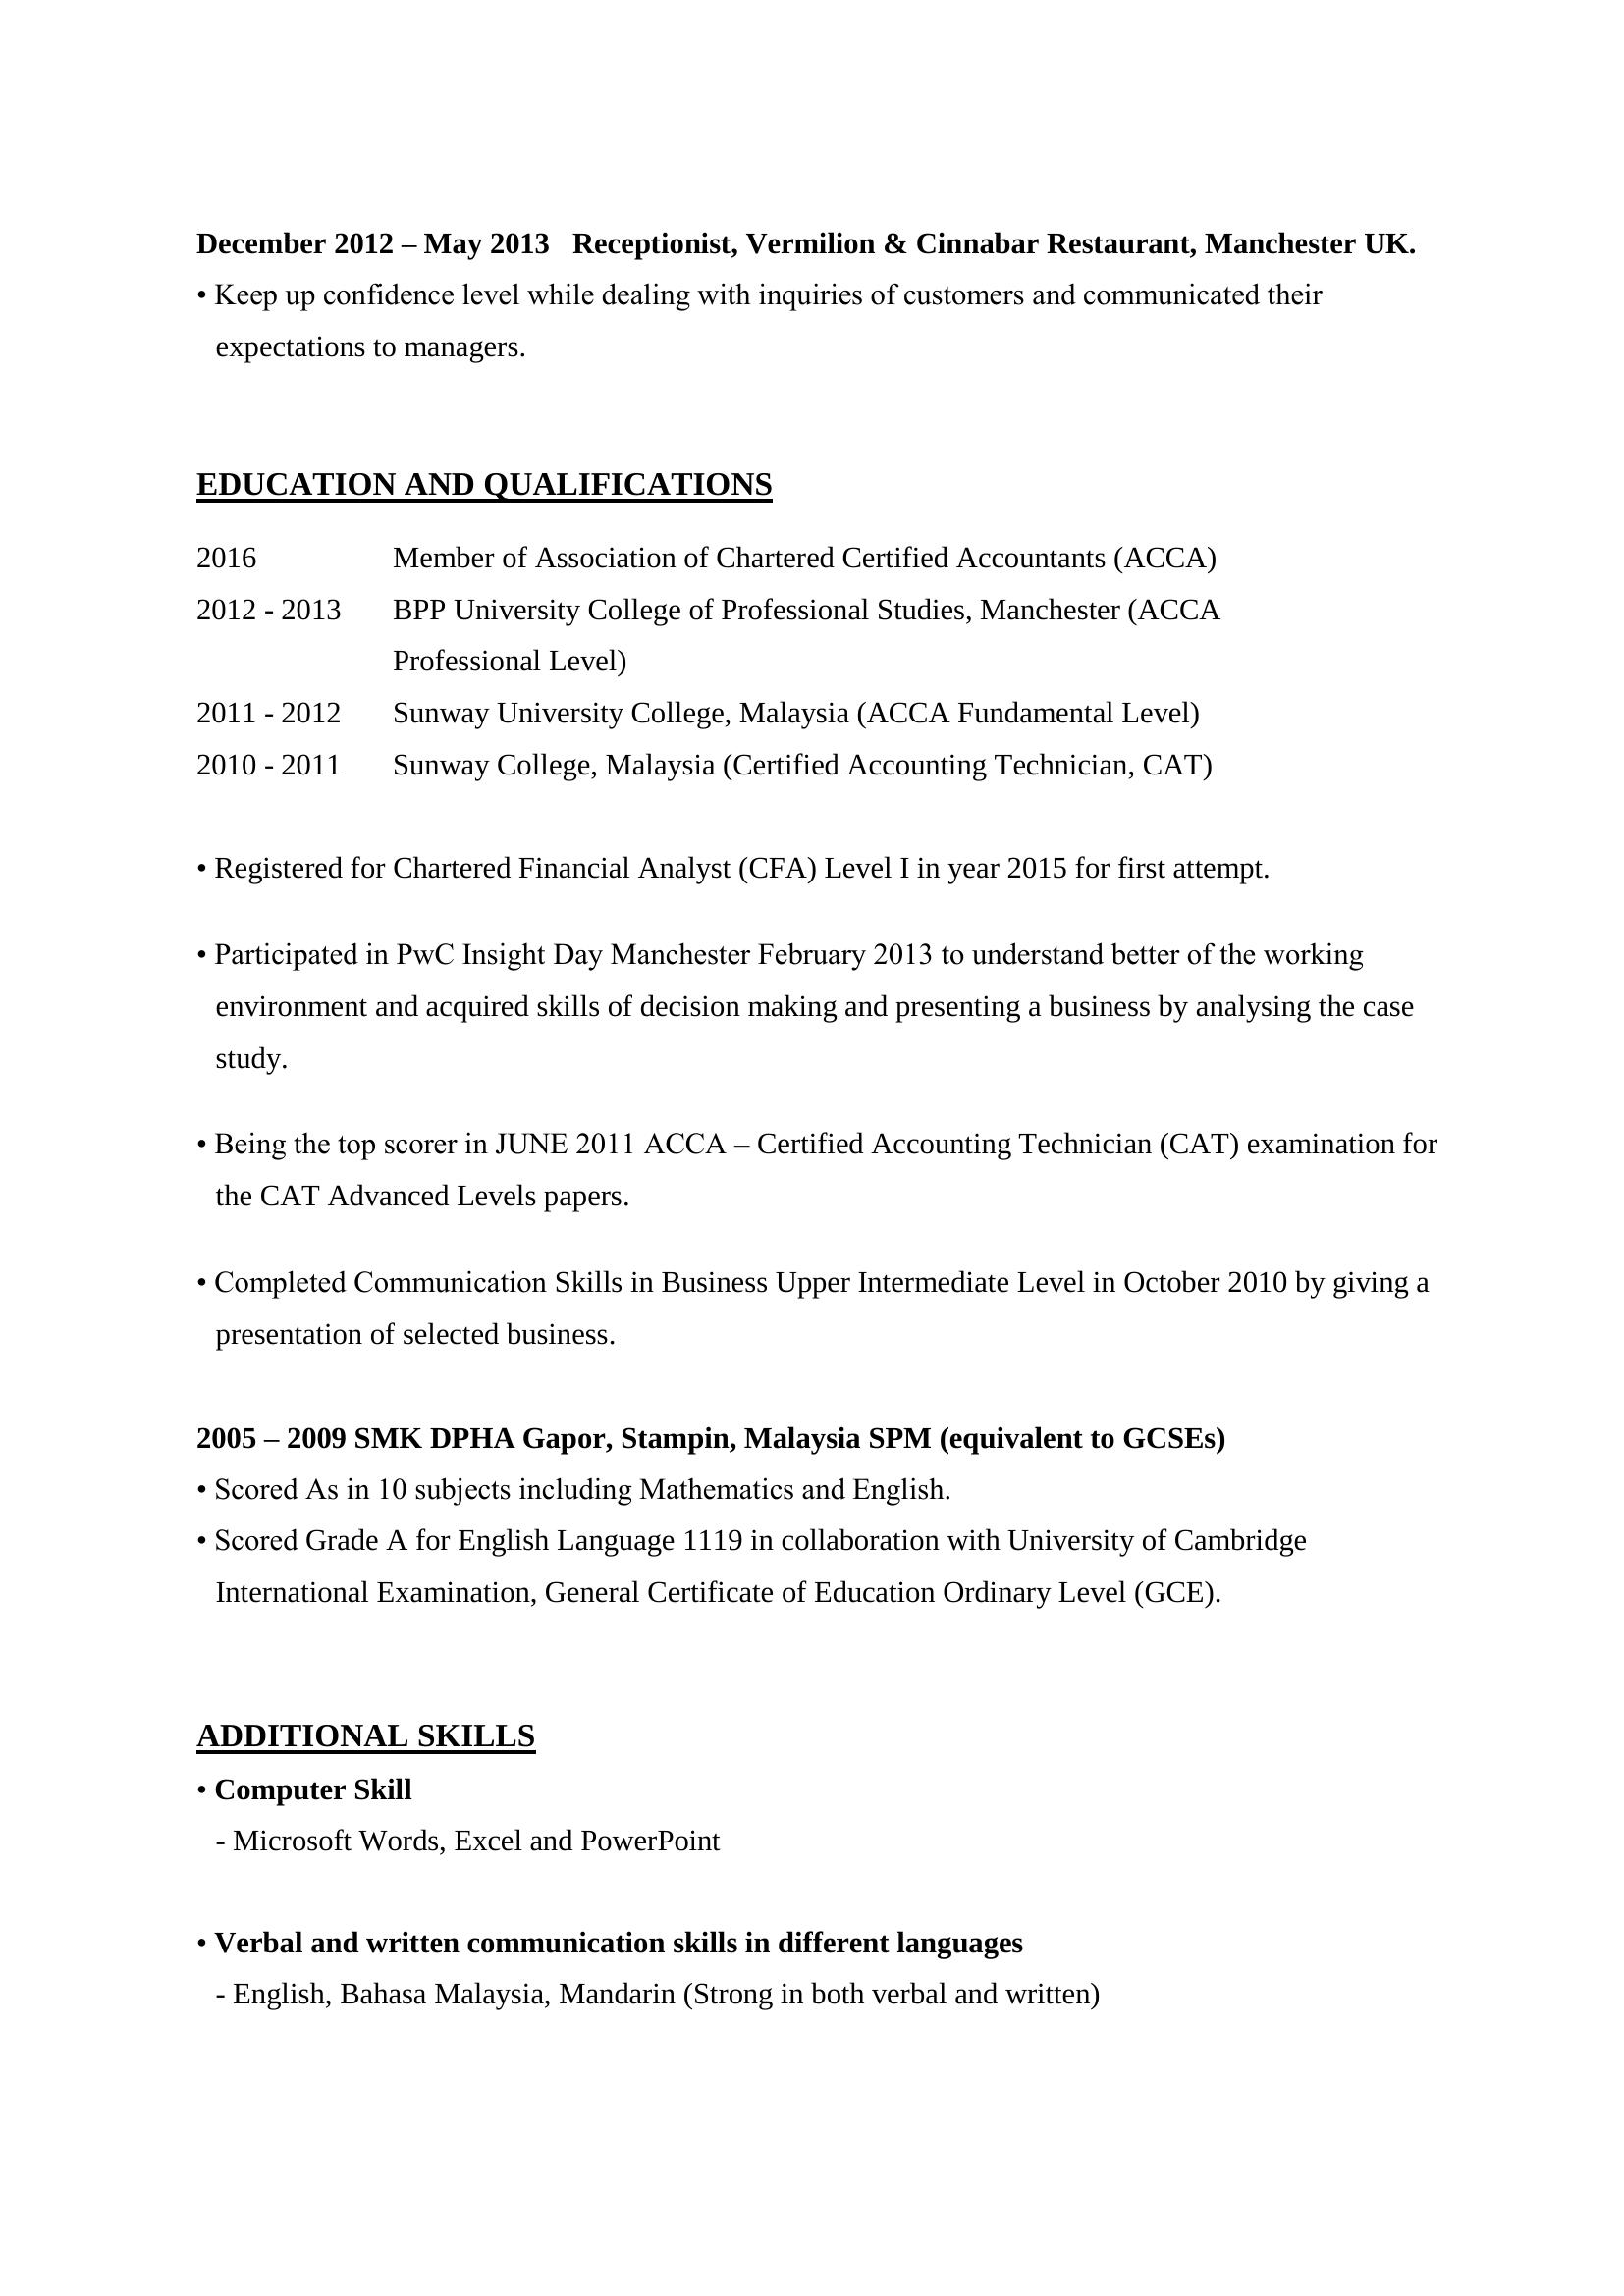 December 2012 – May 2013   Receptionist, Vermilion & Cinnabar Restaurant, Manchester UK.
• Keep up confidence level while dealing with inquiries of customers and communicated their
expectations to managers.
EDUCATION AND QUALIFICATIONS
2016 Member of Association of Chartered Certified Accountants (ACCA)
2012 - 2013 BPP University College of Professional Studies, Manchester (ACCA
Professional Level)
2011 - 2012 Sunway University College, Malaysia (ACCA Fundamental Level)
2010 - 2011 Sunway College, Malaysia (Certified Accounting Technician, CAT)
• Registered for Chartered Financial Analyst (CFA) Level I in year 2015 for first attempt.
• Participated in PwC Insight Day Manchester February 2013 to understand better of the working
environment and acquired skills of decision making and presenting a business by analysing the case
study.
• Being the top scorer in JUNE 2011 ACCA – Certified Accounting Technician (CAT) examination for
the CAT Advanced Levels papers.
• Completed Communication Skills in Business Upper Intermediate Level in October 2010 by giving a
presentation of selected business.
2005 – 2009 SMK DPHA Gapor, Stampin, Malaysia SPM (equivalent to GCSEs)
• Scored As in 10 subjects including Mathematics and English.
• Scored Grade A for English Language 1119 in collaboration with University of Cambridge
International Examination, General Certificate of Education Ordinary Level (GCE).
ADDITIONAL SKILLS
• Computer Skill
- Microsoft Words, Excel and PowerPoint
• Verbal and written communication skills in different languages
- English, Bahasa Malaysia, Mandarin (Strong in both verbal and written)